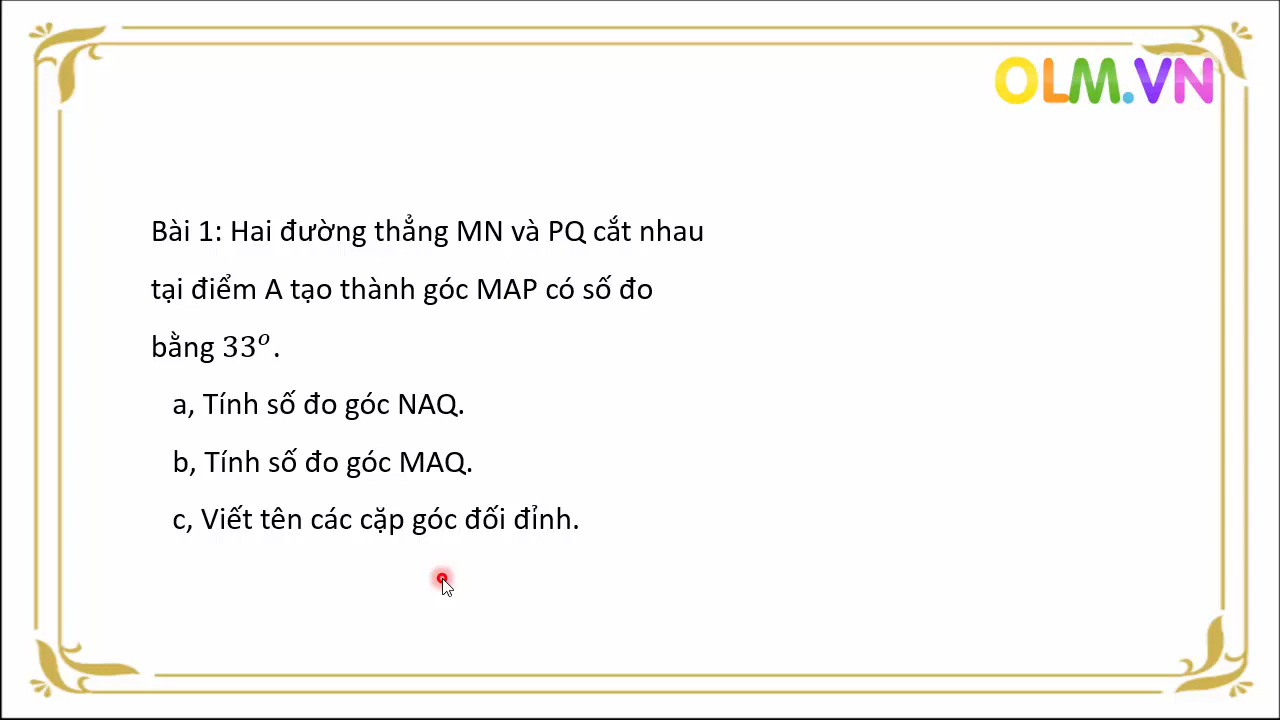 OLM.VN
Bài 1: Hai đường thẳng MN và PQ cắt nhau
tại điểm A tạo thành góc MAP có số đo
bằng 33º.
a, Tính số đo góc NAQ.
b, Tính số đo góc MAQ.
c, Viết tên các cặp góc đối đỉnh.